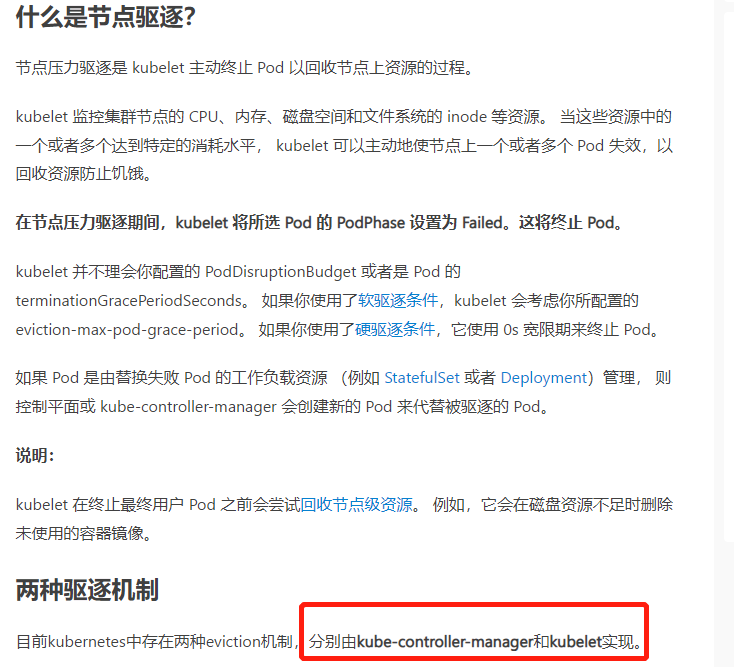 什么是节点驱逐？
节点压力驱逐是 kubelet 主动终止 Pod 以回收节点上资源的过程。
kubelet 监控集群节点的 CPU、内存、磁盘空间和文件系统的 inode 等资源。 当这些资源中的
一个或者多个达到特定的消耗水平， kubelet 可以主动地使节点上一个或者多个 Pod 失效，以
回收资源防止饥饿。
在节点压力驱逐期间，kubelet 将所选 Pod 的 PodPhase 设置为 Failed。这将终止 Pod。
kubelet 并不理会你配置的 PodDisruptionBudget 或者是 Pod 的
terminationGracePeriodSeconds。 如果你使用了软驱逐条件，kubelet 会考虑你所配置的
eviction-max-pod-grace-period。 如果你使用了硬驱逐条件，它使用 0s 宽限期来终止 Pod。
如果 Pod 是由替换失败 Pod 的工作负载资源 （例如 StatefulSet 或者 Deployment）管理， 则
控制平面或 kube-controller-manager 会创建新的 Pod 来代替被驱逐的 Pod。
说明：
kubelet 在终止最终用户 Pod 之前会尝试回收节点级资源。 例如，它会在磁盘资源不足时删除
未使用的容器镜像。
两种驱逐机制
目前kubernetes中存在两种eviction机制，分别由kube-controller-manager和kubelet实现。